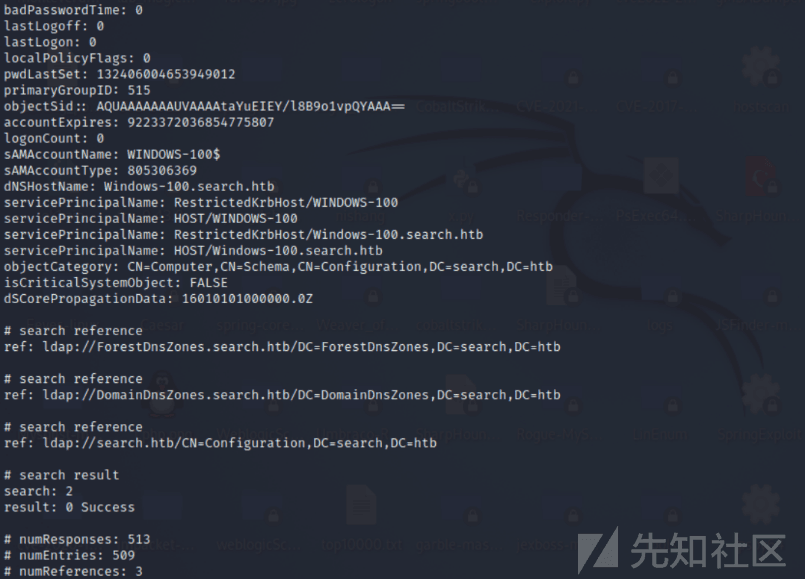 badPasswordTime: 0
lastLogoff: 0
lastLogon: 0
localPolicyFlags: 0
pwdLastSet: 132406004653949012
primaryGroupID: 515
objectSid:: AQUAAAAAAAUVAAAAtaYuEIEY/l8B9o1vpQYAAA==
accountExpires: 9223372036854775807
logonCount: 0
sAMAccountName: WINDOWS-100$
sAMAccountType: 805306369
dNSHostName: Windows-100.search.htb
servicePrincipalName: RestrictedKrbHost/WINDOWS-100
servicePrincipalName: HOST/WINDOWS-100
servicePrincipalName: RestrictedKrbHost/Windows-100.search.htb
servicePrincipalName: HOST/Windows-100.search.htb
objectCategory: CN=Computer,CN=Schema,CN=Configuration,DC=search,DC=htb
isCriticalSystemObject: FALSE
dSCorePropagationData: 16010101000000.0Z
# search reference
ref: ldap://ForestDnsZones.search.htb/DC=ForestDnsZones,DC=search,DC=htb
# search reference
ref: ldap://DomainDnsZones.search.htb/DC=DomainDnsZones,DC=search,DC=htb
# search reference
ref: ldap://search.htb/CN=Configuration,DC=search,DC=htb
# search result
search: 2
result: 0 Success
# numResponses: 513
# numEntries: 509
# numReferences: 3
先知社区